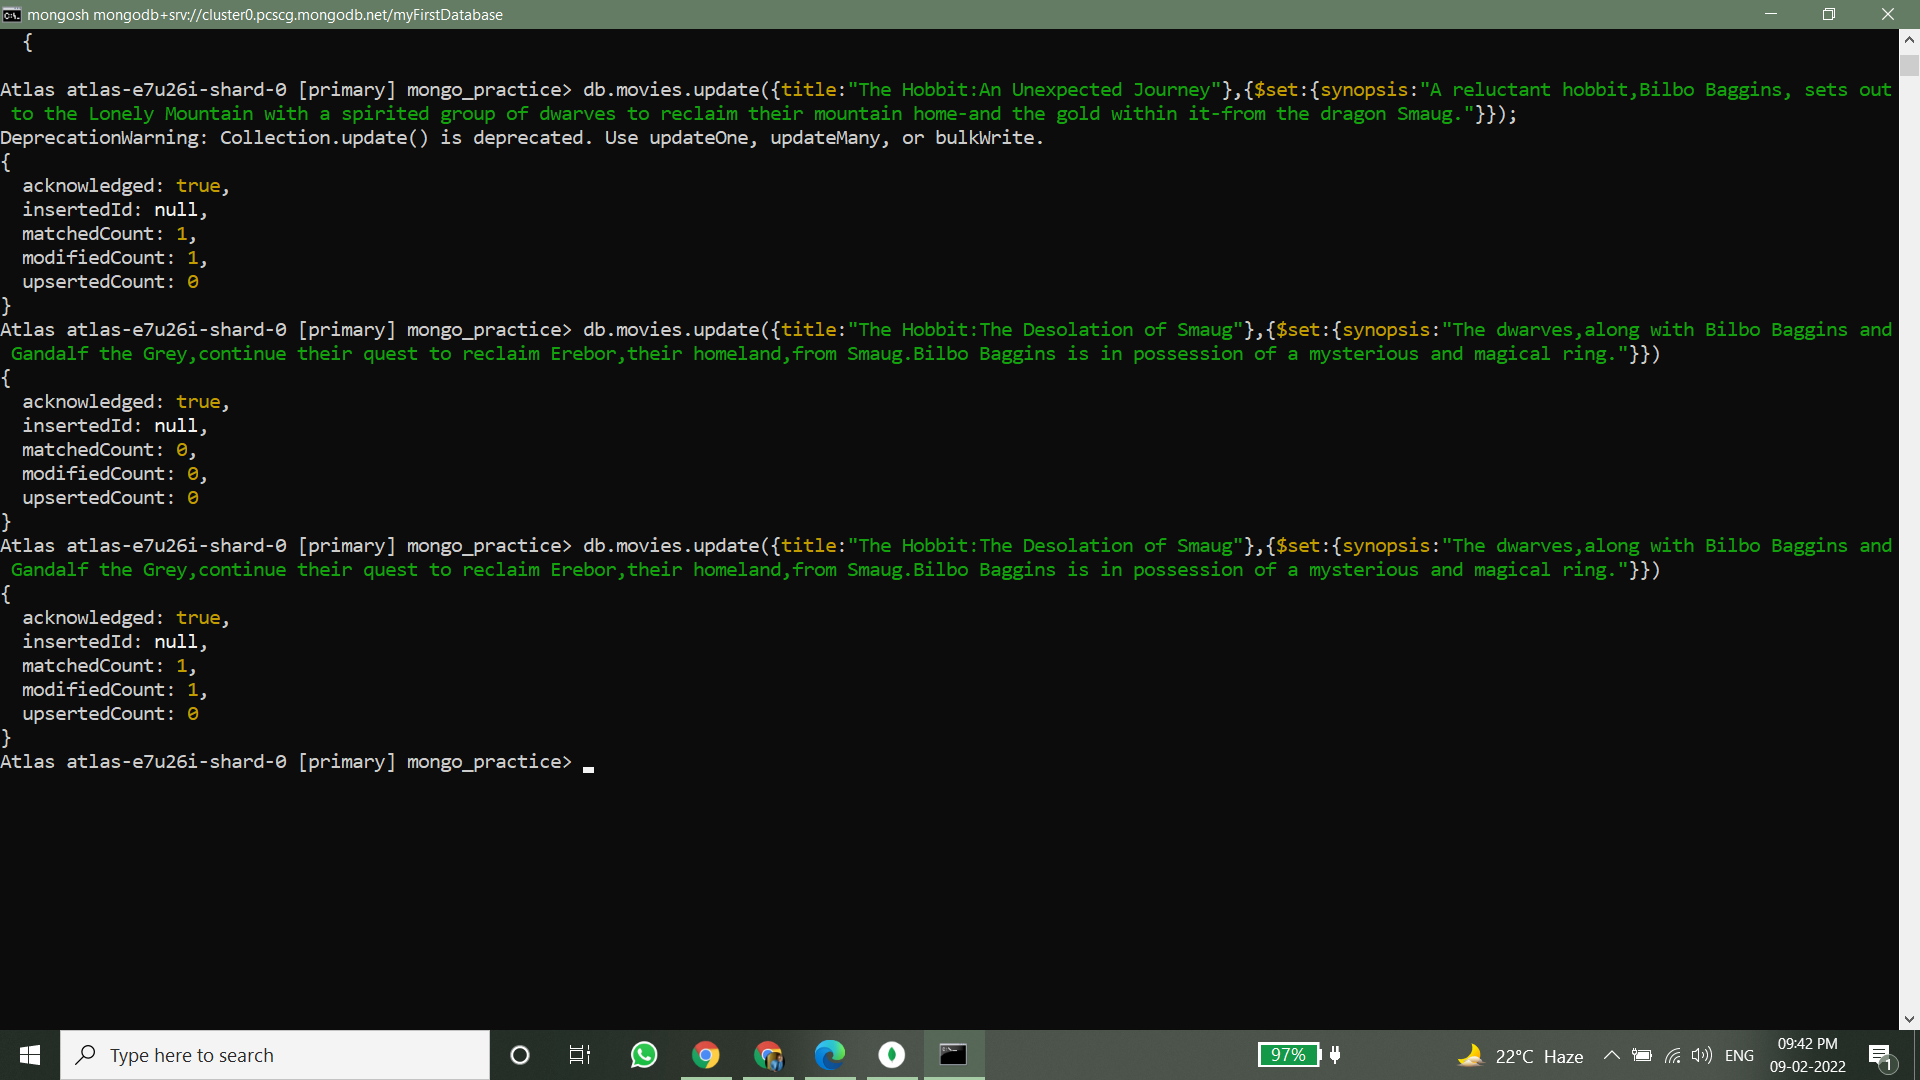 mongosh mongodb+srv://cluster0.pcscg.mongodb.net/myFirstDatabase
{
Atlas atlas-e7u26i-shard-0 [primary] mongo_practice> db.movies.update({title:"The Hobbit:An Unexpected Journey"},{$set:{synopsis:"A reluctant hobbit,Bilbo Baggins, sets out
to the Lonely Mountain with a spirited group of dwarves to reclaim their mountain home-and the gold within it-from the dragon Smaug."}});
DeprecationWarning: Collection.update() is deprecated. Use updateOne, updateMany, or bulkWrite.
{
acknowledged: true,
insertedId: null,
matchedCount: 1,
modifiedCount: 1,
upsertedCount: 0
}
Atlas atlas-e7u26i-shard-0 [primary] mongo_practice> db.movies.update({title:"The Hobbit:The Desolation of Smaug"},{$set:{synopsis:"The dwarves,along with Bilbo Baggins and
Gandalf the Grey,continue their quest to reclaim Erebor,their homeland,from Smaug.Bilbo Baggins is in possession of a mysterious and magical ring."}})
{
acknowledged: true,
insertedId: null,
matchedCount: 0,
modifiedCount: 0,
upsertedCount: 0
}
Atlas atlas-e7u26i-shard-0 [primary] mongo_practice> db.movies.update({title:"The Hobbit:The Desolation of Smaug"},{$set:{synopsis:"The dwarves,along with Bilbo Baggins and
Gandalf the Grey,continue their quest to reclaim Erebor,their homeland,from Smaug.Bilbo Baggins is in possession of a mysterious and magical ring."}})
{
acknowledged: true,
insertedId: null,
matchedCount: 1,
modifiedCount: 1,
upsertedCount: 0
}
Atlas atlas-e7u26i-shard-0 [primary] mongo_practice>
Type here to search
97%
22°C Haze
ENG
09:42 PM
09-02-2022
1